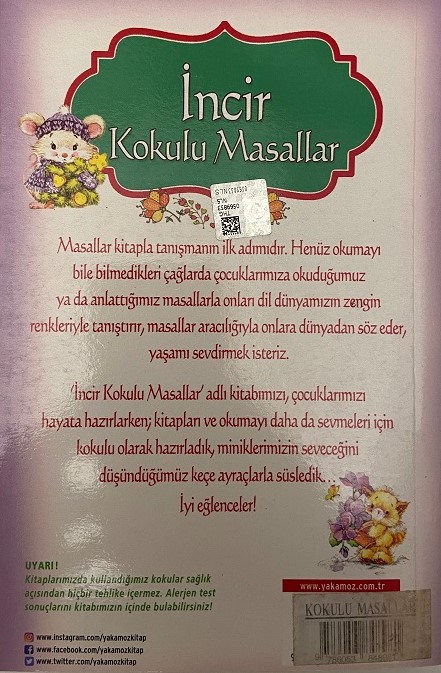 İncir
Kokulu Masallar
Masallar kitapla tanışmanın ilk adımıdır. Henüz okumayı
bile bilmedikleri çağlarda çocuklarımıza okuduğumuz
ya da anlattığımız masallarla onları dil dünyamızın zengin
renkleriyle tanıştırır, masallar aracılığıyla onlara dünyadan söz eder,
yaşamı sevdirmek isteriz.
'İncir Kokulu Masallar' adlı kitabımızı, çocuklarımızı
hayata hazırlarken; kitapları ve okumayı daha da sevmeleri için
kokulu olarak hazırladık, miniklerimizin seveceğini
düşündüğümüz keçe ayraçlarla süsledik...
İyi eğlenceler!
UYARI!
Kitaplarımızda kullandığımız kokular sağlık
açısından hiçbir tehlike içermez. Alerjen test
sonuçlarını kitabımızın içinde bulabilirsiniz!
www.yakamoz.com.tr
KOKULU MASALLAR
www.instagram.com/yakamozkitap
www.facebook.com/yakamozkitap
www.twitter.com/yakamozkitap